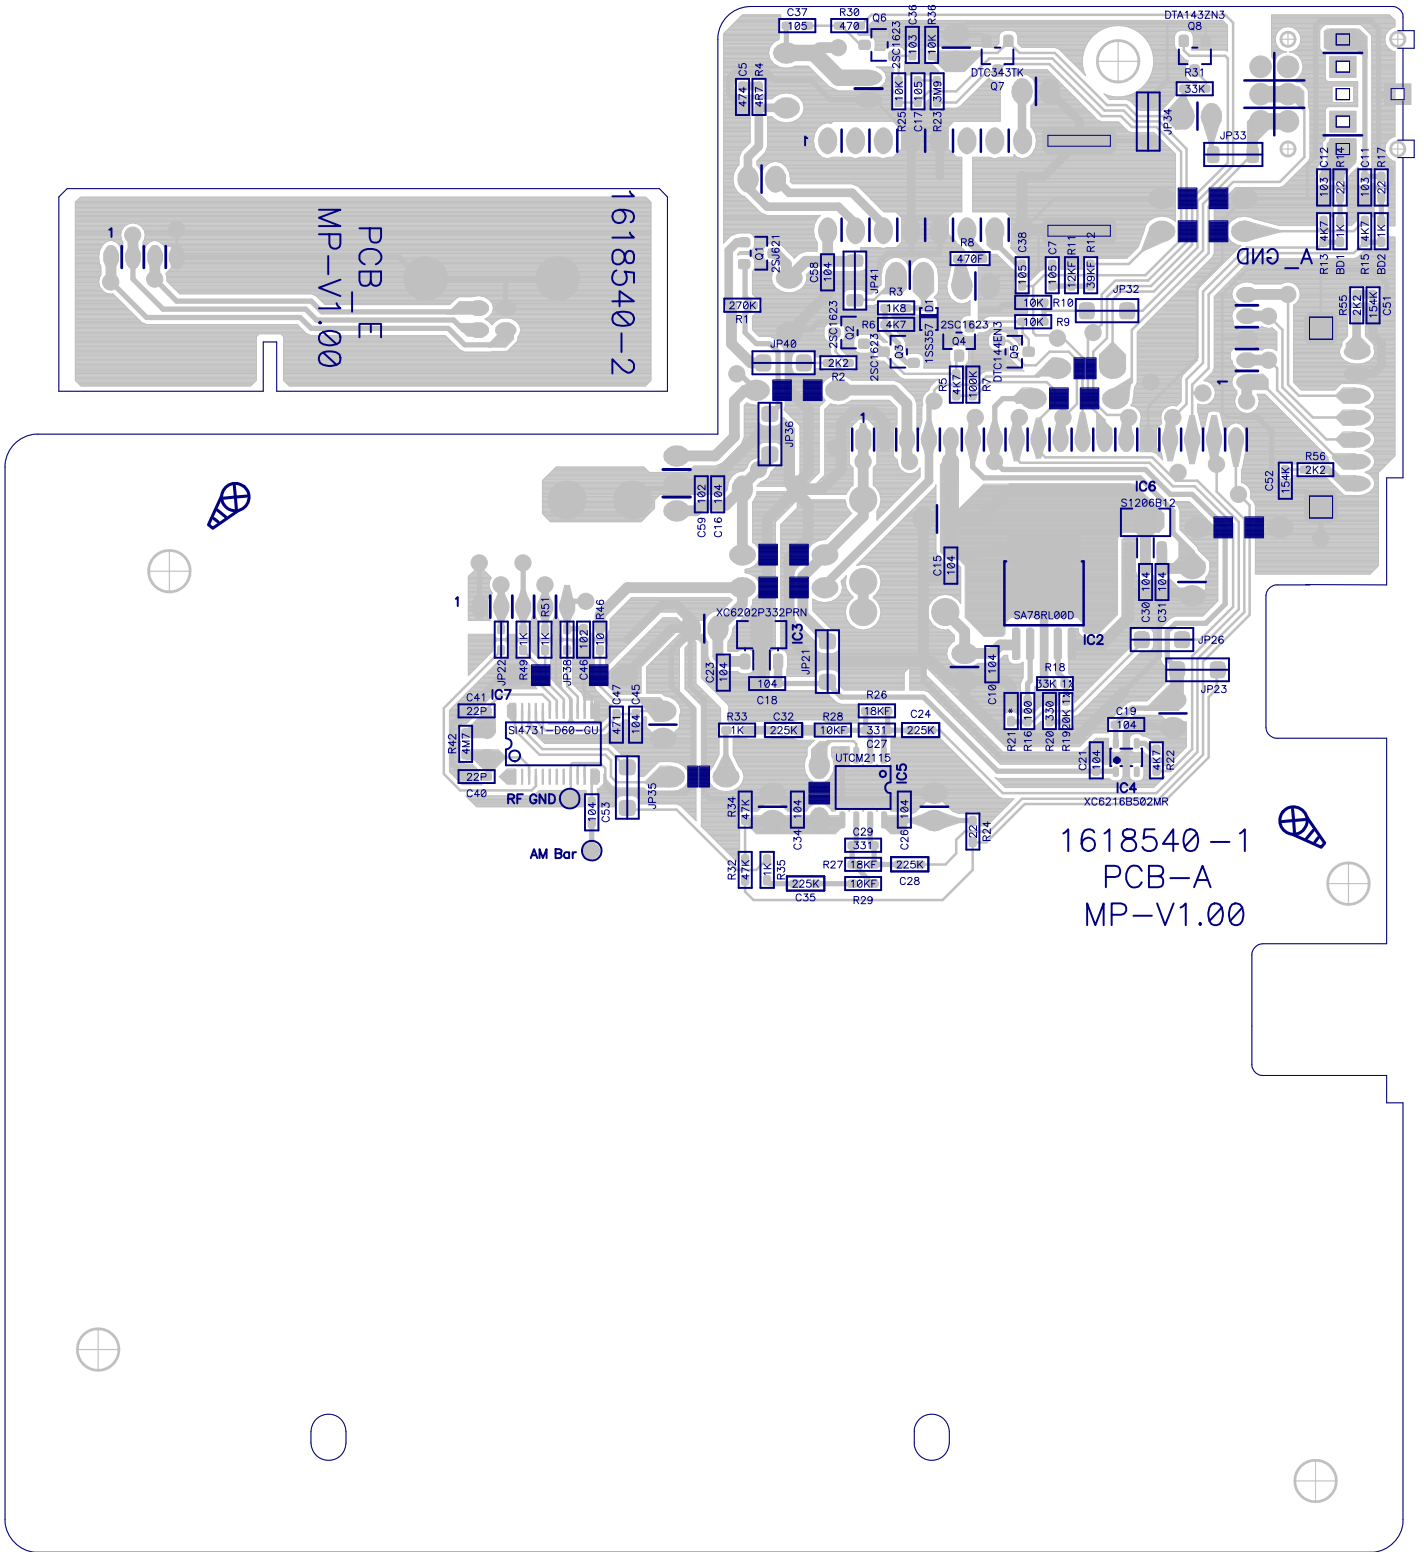 C37
105
R30
470
Q6
2SC1623
C36
103
R36
10K
DTC343TK
Q7
DTA143ZN3
Q8
R31
33K
C5
474
R4
4R7
10K
R25
105
C17
3M9
R23
JP34
JP33
1
C12
103
R14
22
C11
103
R17
22
4K7
R13
1K
BD1
4K7
R15
1K
BD2
A_GND
1618540-2
PCB_E
MP-V1.00
1
Q1
2SJ621
C58
104
JP41
R8
470F
C38
105
C7
105
R11
12KF
R12
39KF
270K
R1
R3
1K8
R6
4K7
D1
1SS357
2SC1623
Q2
2SC1623
Q3
2SC1623
Q4
DTC144EN3
Q5
10K
R10
10K
R9
JP32
R55
2K2
154K
C51
JP40
2K2
R2
R5
4K7
100K
R7
1
JP36
1
R56
2K2
C52
154K
102
C59
104
C16
IC6
S1206B12
C15
104
104
C30
104
C31
SA78RL00D
IC2
1
R51
1K
R46
10
JP22
1K
R49
JP38
102
C46
XC6202P332PRN
IC3
C23
104
104
C18
JP21
104
C10
R18
33K 1%
JP26
JP23
IC7
C41
22P
SI4731-D60-GU
R42
4M7
22P
C40
C47
471
C45
104
R33
1K
C32
225K
R28
10KF
R26
18KF
331
C27
C24
225K
*
R21
100
R16
330
R20
20K 1%
R19
C19
104
C21
104
4K7
R22
IC4
XC6216B502MR
UTCM2115
IC5
RF GND
104
C53
JP35
AM Bar
R34
47K
104
C34
104
C26
22
R24
C29
331
R27
18KF
225K
C28
R32
47K
1K
R35
225K
C35
10KF
R29
1618540-1
PCB-A
MP-V1.00